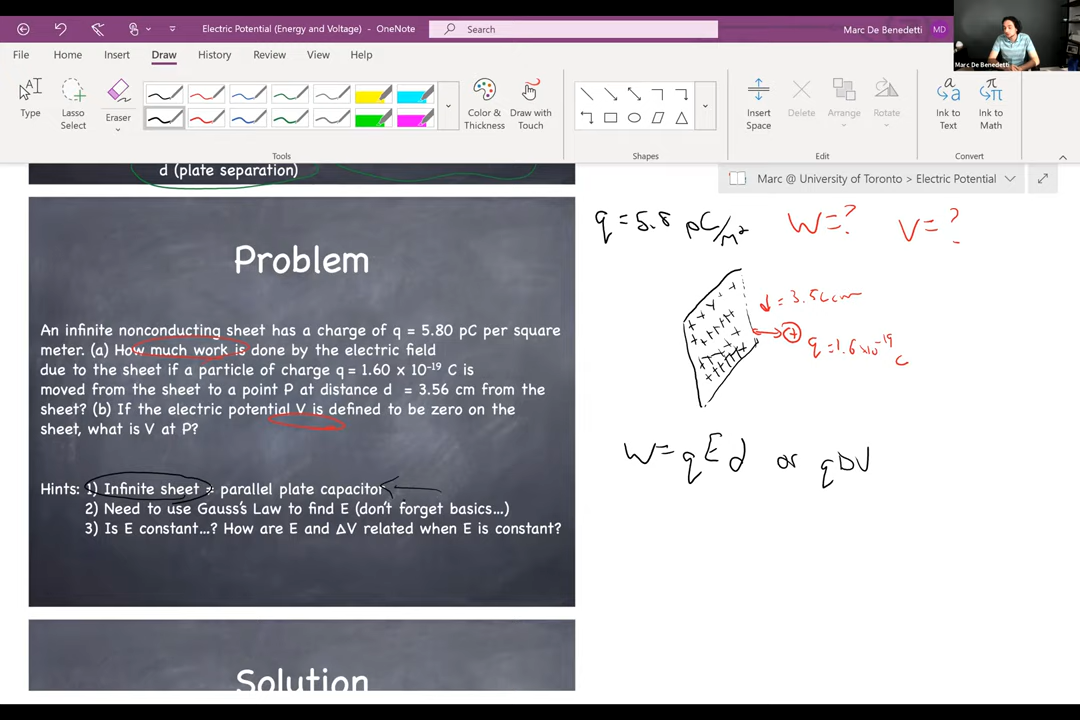 Electric Potential (Energy and Voltage) - OneNote
Search
Marc De Benedetti
MD
Marc De Benedetti
File
Home
Insert
Draw
History
Review
View
Help
Type
Lasso
Select
Eraser
Color &
Thickness
Draw with
Touch
Insert
Space
Delete
Arrange
Rotate
Ink to
Text
Ink to
Math
Tools
Shapes
Edit
Convert
Marc @ University of Toronto > Electric Potential
d (plate separation)
Problem
An infinite nonconducting sheet has a charge of q = 5.80 pC per square
meter. (a) How much work is done by the electric field
due to the sheet if a particle of charge q = 1.60 x 10⁻¹⁹ C is
moved from the sheet to a point P at distance d = 3.56 cm from the
sheet? (b) If the electric potential V is defined to be zero on the
sheet, what is V at P?
Hints: 1) Infinite sheet ≠ parallel plate capacitor
2) Need to use Gauss's Law to find E (don't forget basics...)
3) Is E constant...? How are E and ΔV related when E is constant?
Solution
q = 5.8 pC/m² W=? V=?
d = 3.56cm
q = 1.6x10⁻¹⁹
C
W= qEd or qΔV